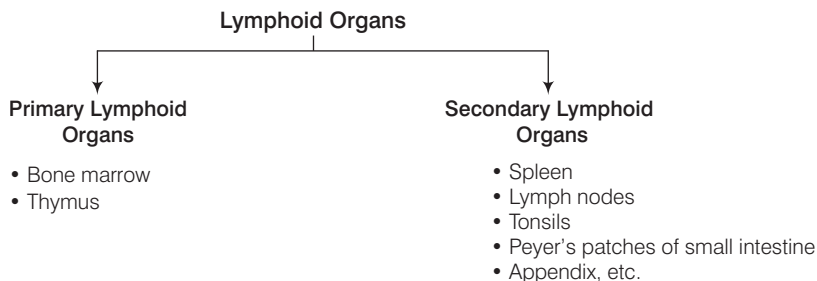 Lymphoid Organs
Primary Lymphoid
Organs
• Bone marrow
• Thymus
Secondary Lymphoid
Organs
• Spleen
• Lymph nodes
• Tonsils
• Peyer's patches of small intestine
• Appendix, etc.